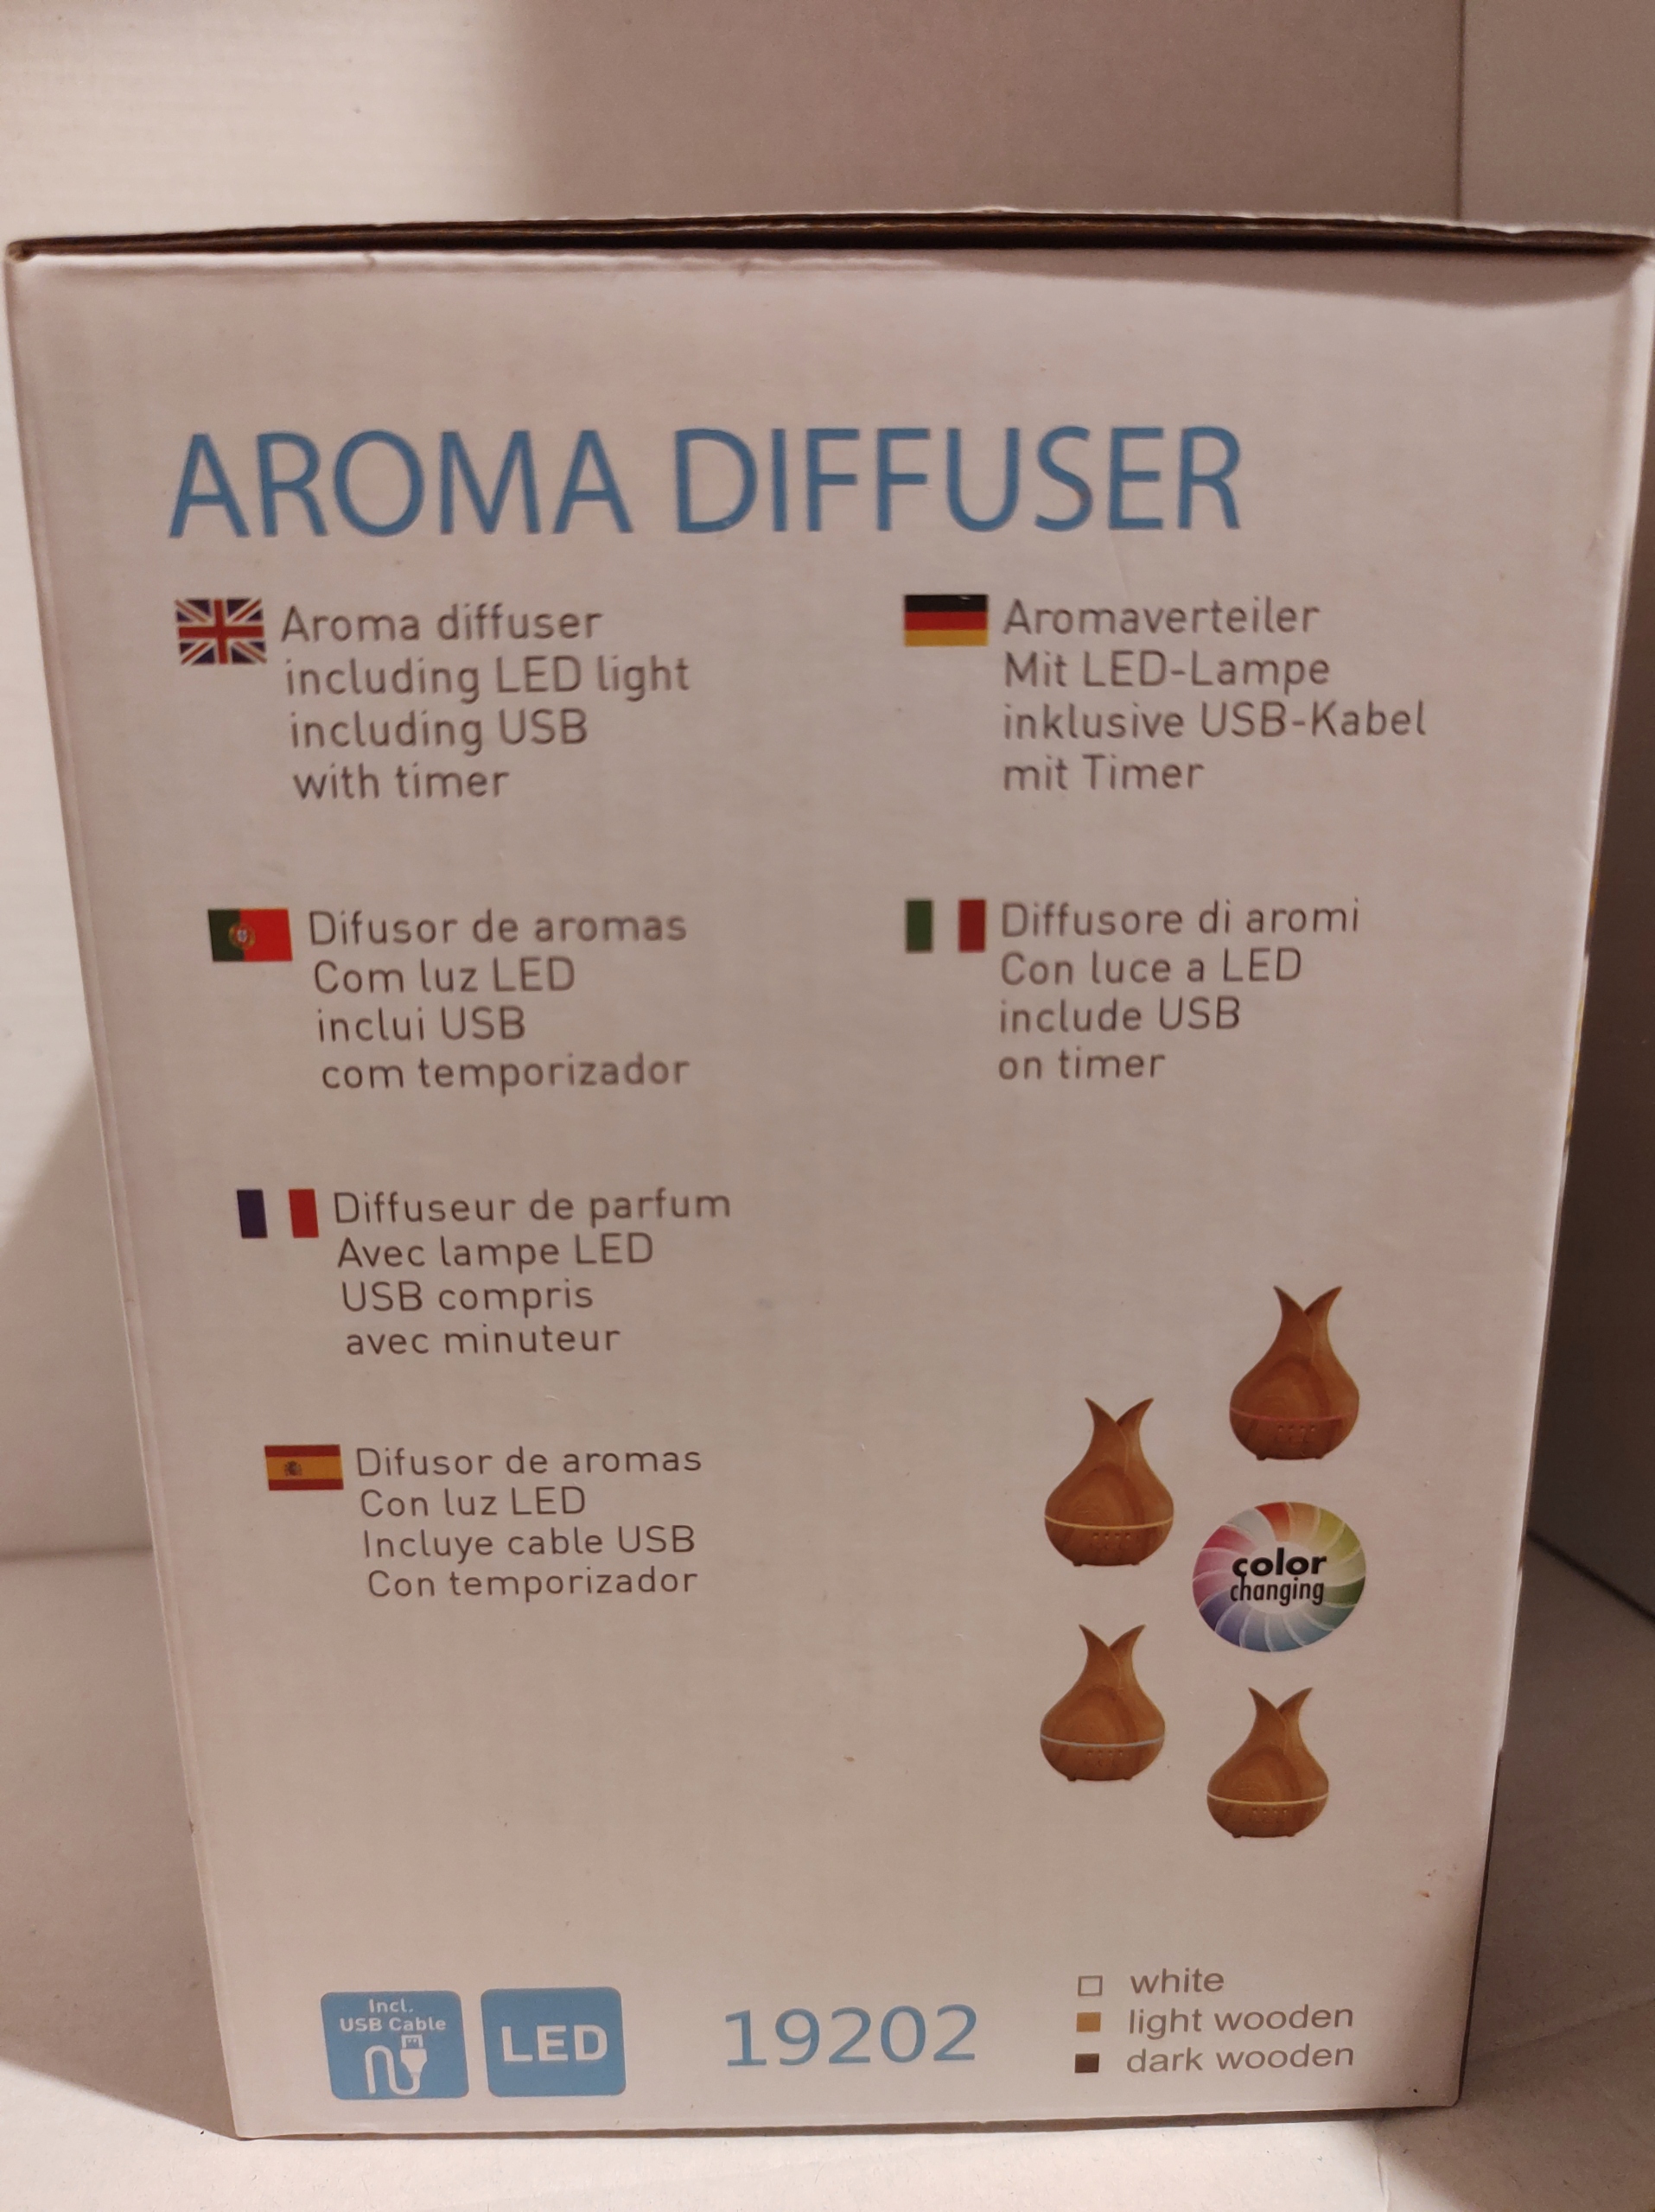 AROMA DIFFUSER
Aroma diffuser
including LED light
including USB
with timer
Aromaverteiler
Mit LED-Lampe
inklusive USB-Kabel
mit Timer
Difusor de aromas
Com luz LED
inclui USB
com temporizador
Diffusore di aromi
Con luce a LED
include USB
on timer
Diffuseur de parfum
Avec lampe LED
USB compris
avec minuteur
Difusor de aromas
Con luz LED
Incluye cable USB
Con temporizador
color
changing
Incl.
USB Cable
LED
19202
white
light wooden
dark wooden